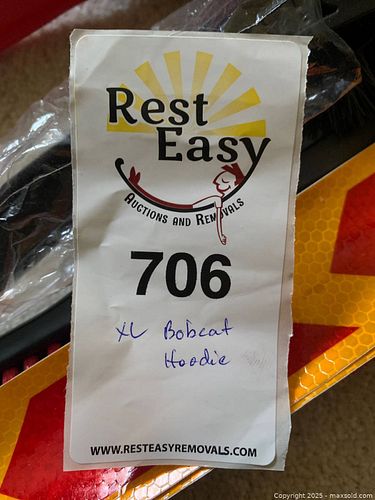 Rest
Easy
AUCTIONS AND REMOVALS
706
XL Bobcat
Hoodie
WWW.RESTEASYREMOVALS.COM
Copyright 2025 - maxsold.com